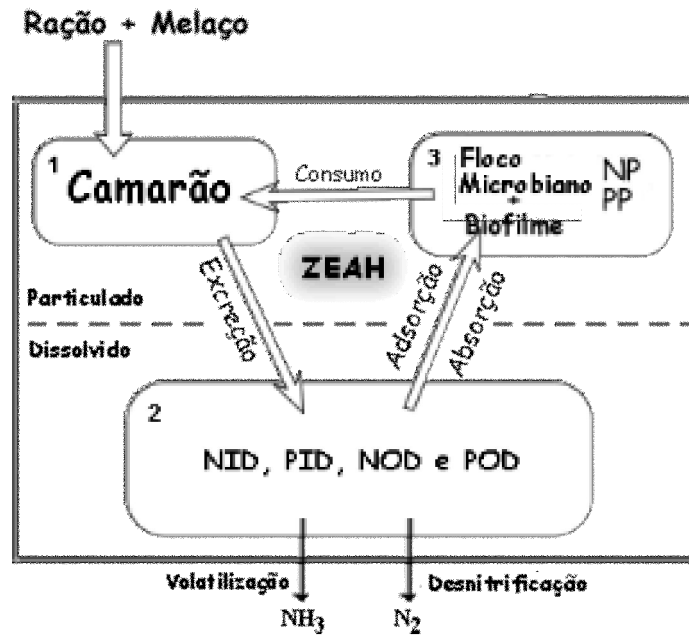 Ração + Melaço
1
Camarão
Consumo
3
Floco
Microbiano
+
Biofilme
NP
PP
ZEAH
Excreção
Adsorção
Absorção
Particulado
Dissolvido
2
NID, PID, NOD e POD
Volatilização
Desnitrificação
NH3
N2